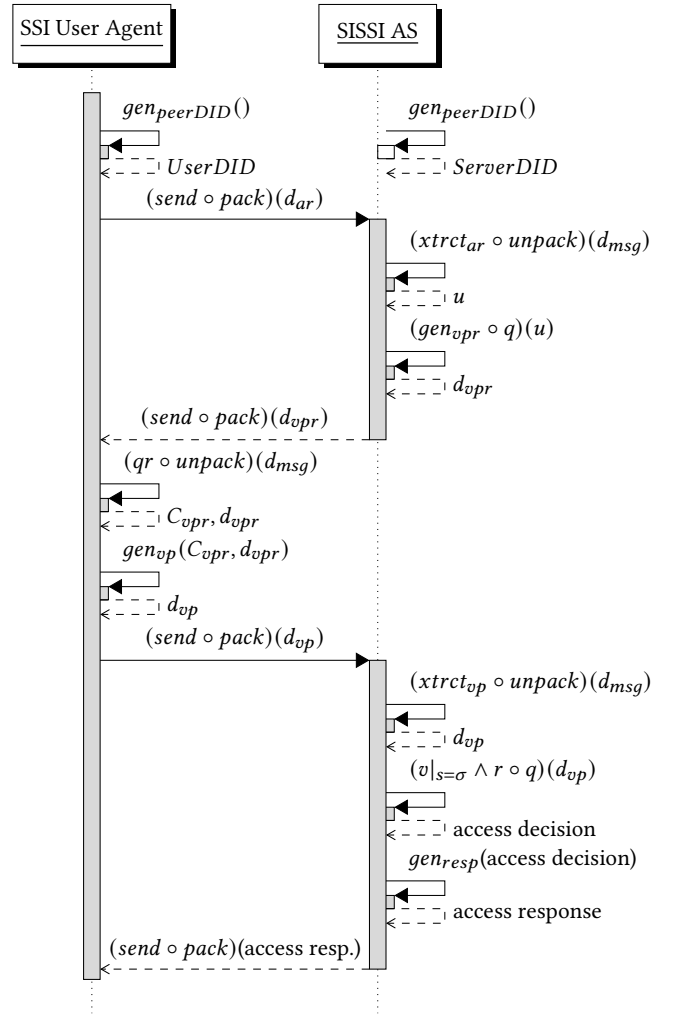 SSI User Agent
SISSI AS
gen_peerDID()
gen_peerDID()
UserDID
ServerDID
(send ∘ pack)(d_ar)
(xtrct_ar ∘ unpack)(d_msg)
u
(gen_vpr ∘ q)(u)
d_vpr
(send ∘ pack)(d_vpr)
(qr ∘ unpack)(d_msg)
C_vpr, d_vpr
gen_vp(C_vpr, d_vpr)
d_vp
(send ∘ pack)(d_vp)
(xtrct_vp ∘ unpack)(d_msg)
d_vp
(v|_s=σ ∧ r ∘ q)(d_vp)
access decision
gen_resp(access decision)
access response
(send ∘ pack)(access resp.)